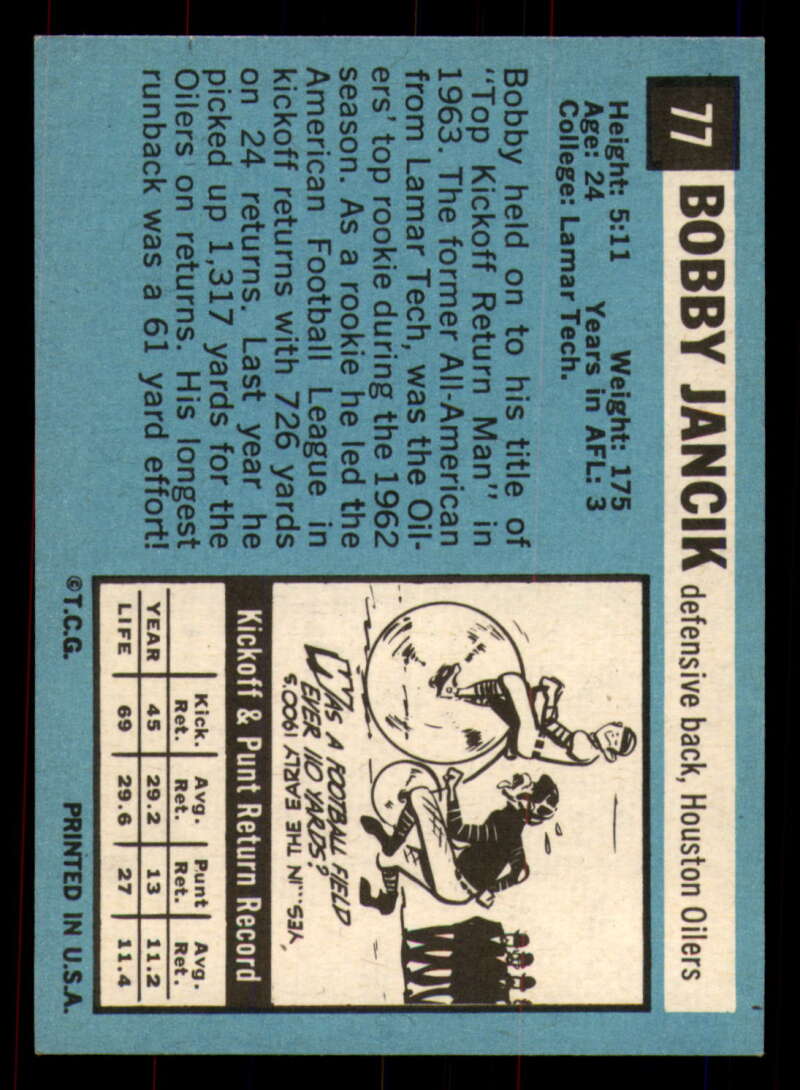 77 BOBBY JANCIK defensive back, Houston Oilers
Height: 5:11 Weight: 175
Age: 24 Years in AFL: 3
College: Lamar Tech.
Bobby held on to his title of
"Top Kickoff Return Man" in
1963. The former All-American
from Lamar Tech, was the Oil-
ers' top rookie during the 1962
season. As a rookie he led the
American Football League in
kickoff returns with 726 yards
on 24 returns. Last year he
picked up 1,317 yards for the
Oilers on returns. His longest
runback was a 61 yard effort!
WAS A FOOTBALL FIELD
EVER 110 YARDS?
YES...IN THE EARLY 1900'S
Kickoff & Punt Return Record
Kick. Ret. Avg. Ret. Punt Ret. Avg. Ret.
YEAR 45 29.2 13 11.2
LIFE 69 29.6 27 11.4
©T.C.G. PRINTED IN U.S.A.